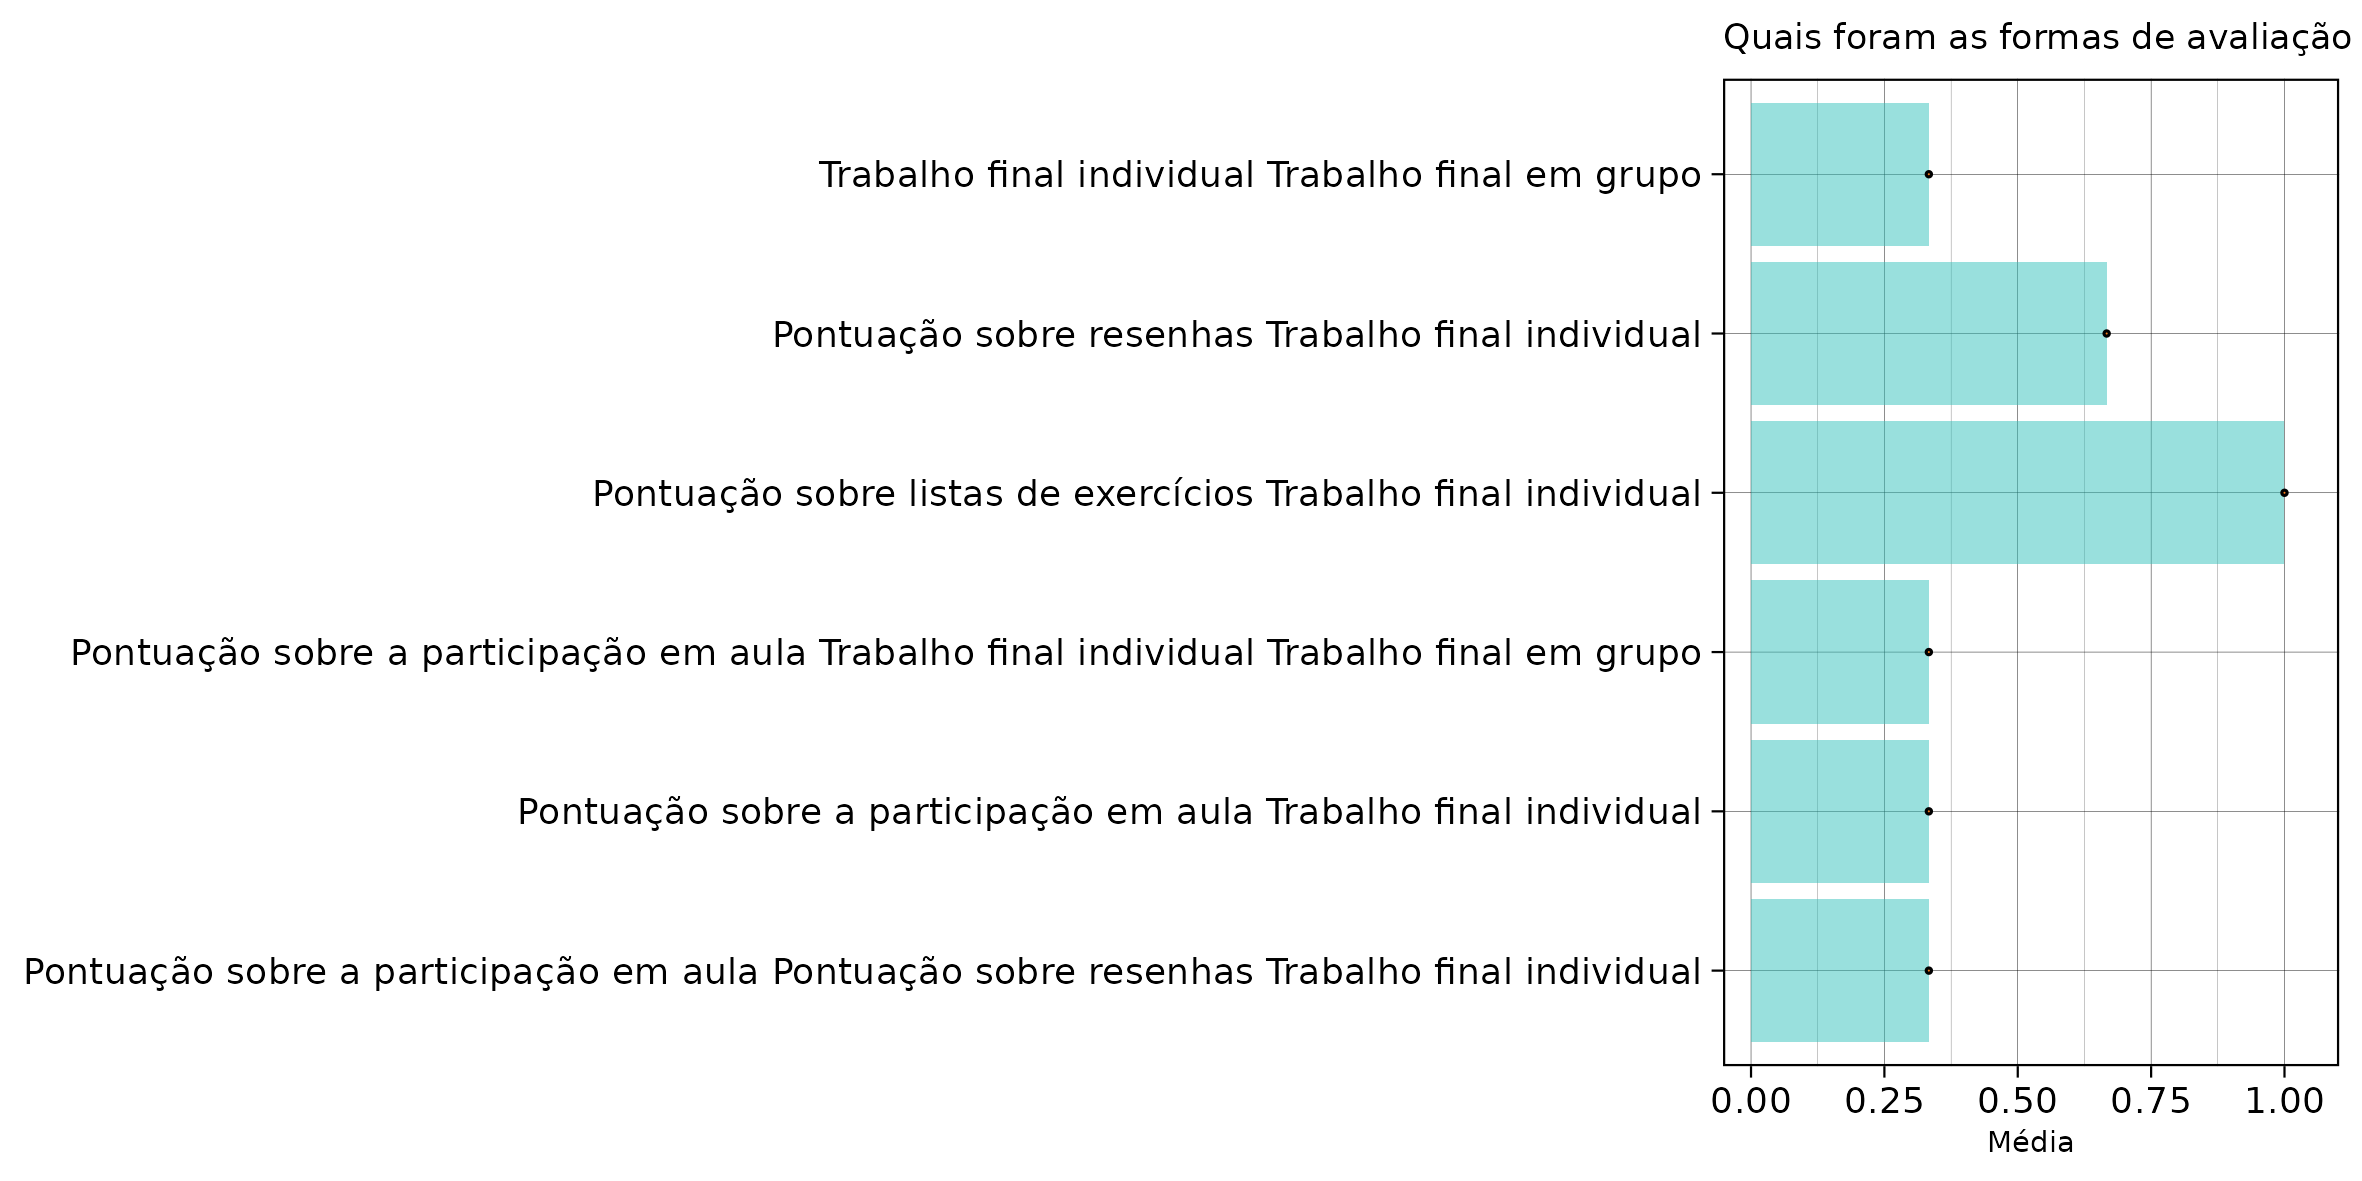 Quais foram as formas de avaliação
Trabalho final individual Trabalho final em grupo
Pontuação sobre resenhas Trabalho final individual
Pontuação sobre listas de exercícios Trabalho final individual
Pontuação sobre a participação em aula Trabalho final individual Trabalho final em grupo
Pontuação sobre a participação em aula Trabalho final individual
Pontuação sobre a participação em aula Pontuação sobre resenhas Trabalho final individual
0.00 0.25 0.50 0.75 1.00
Média